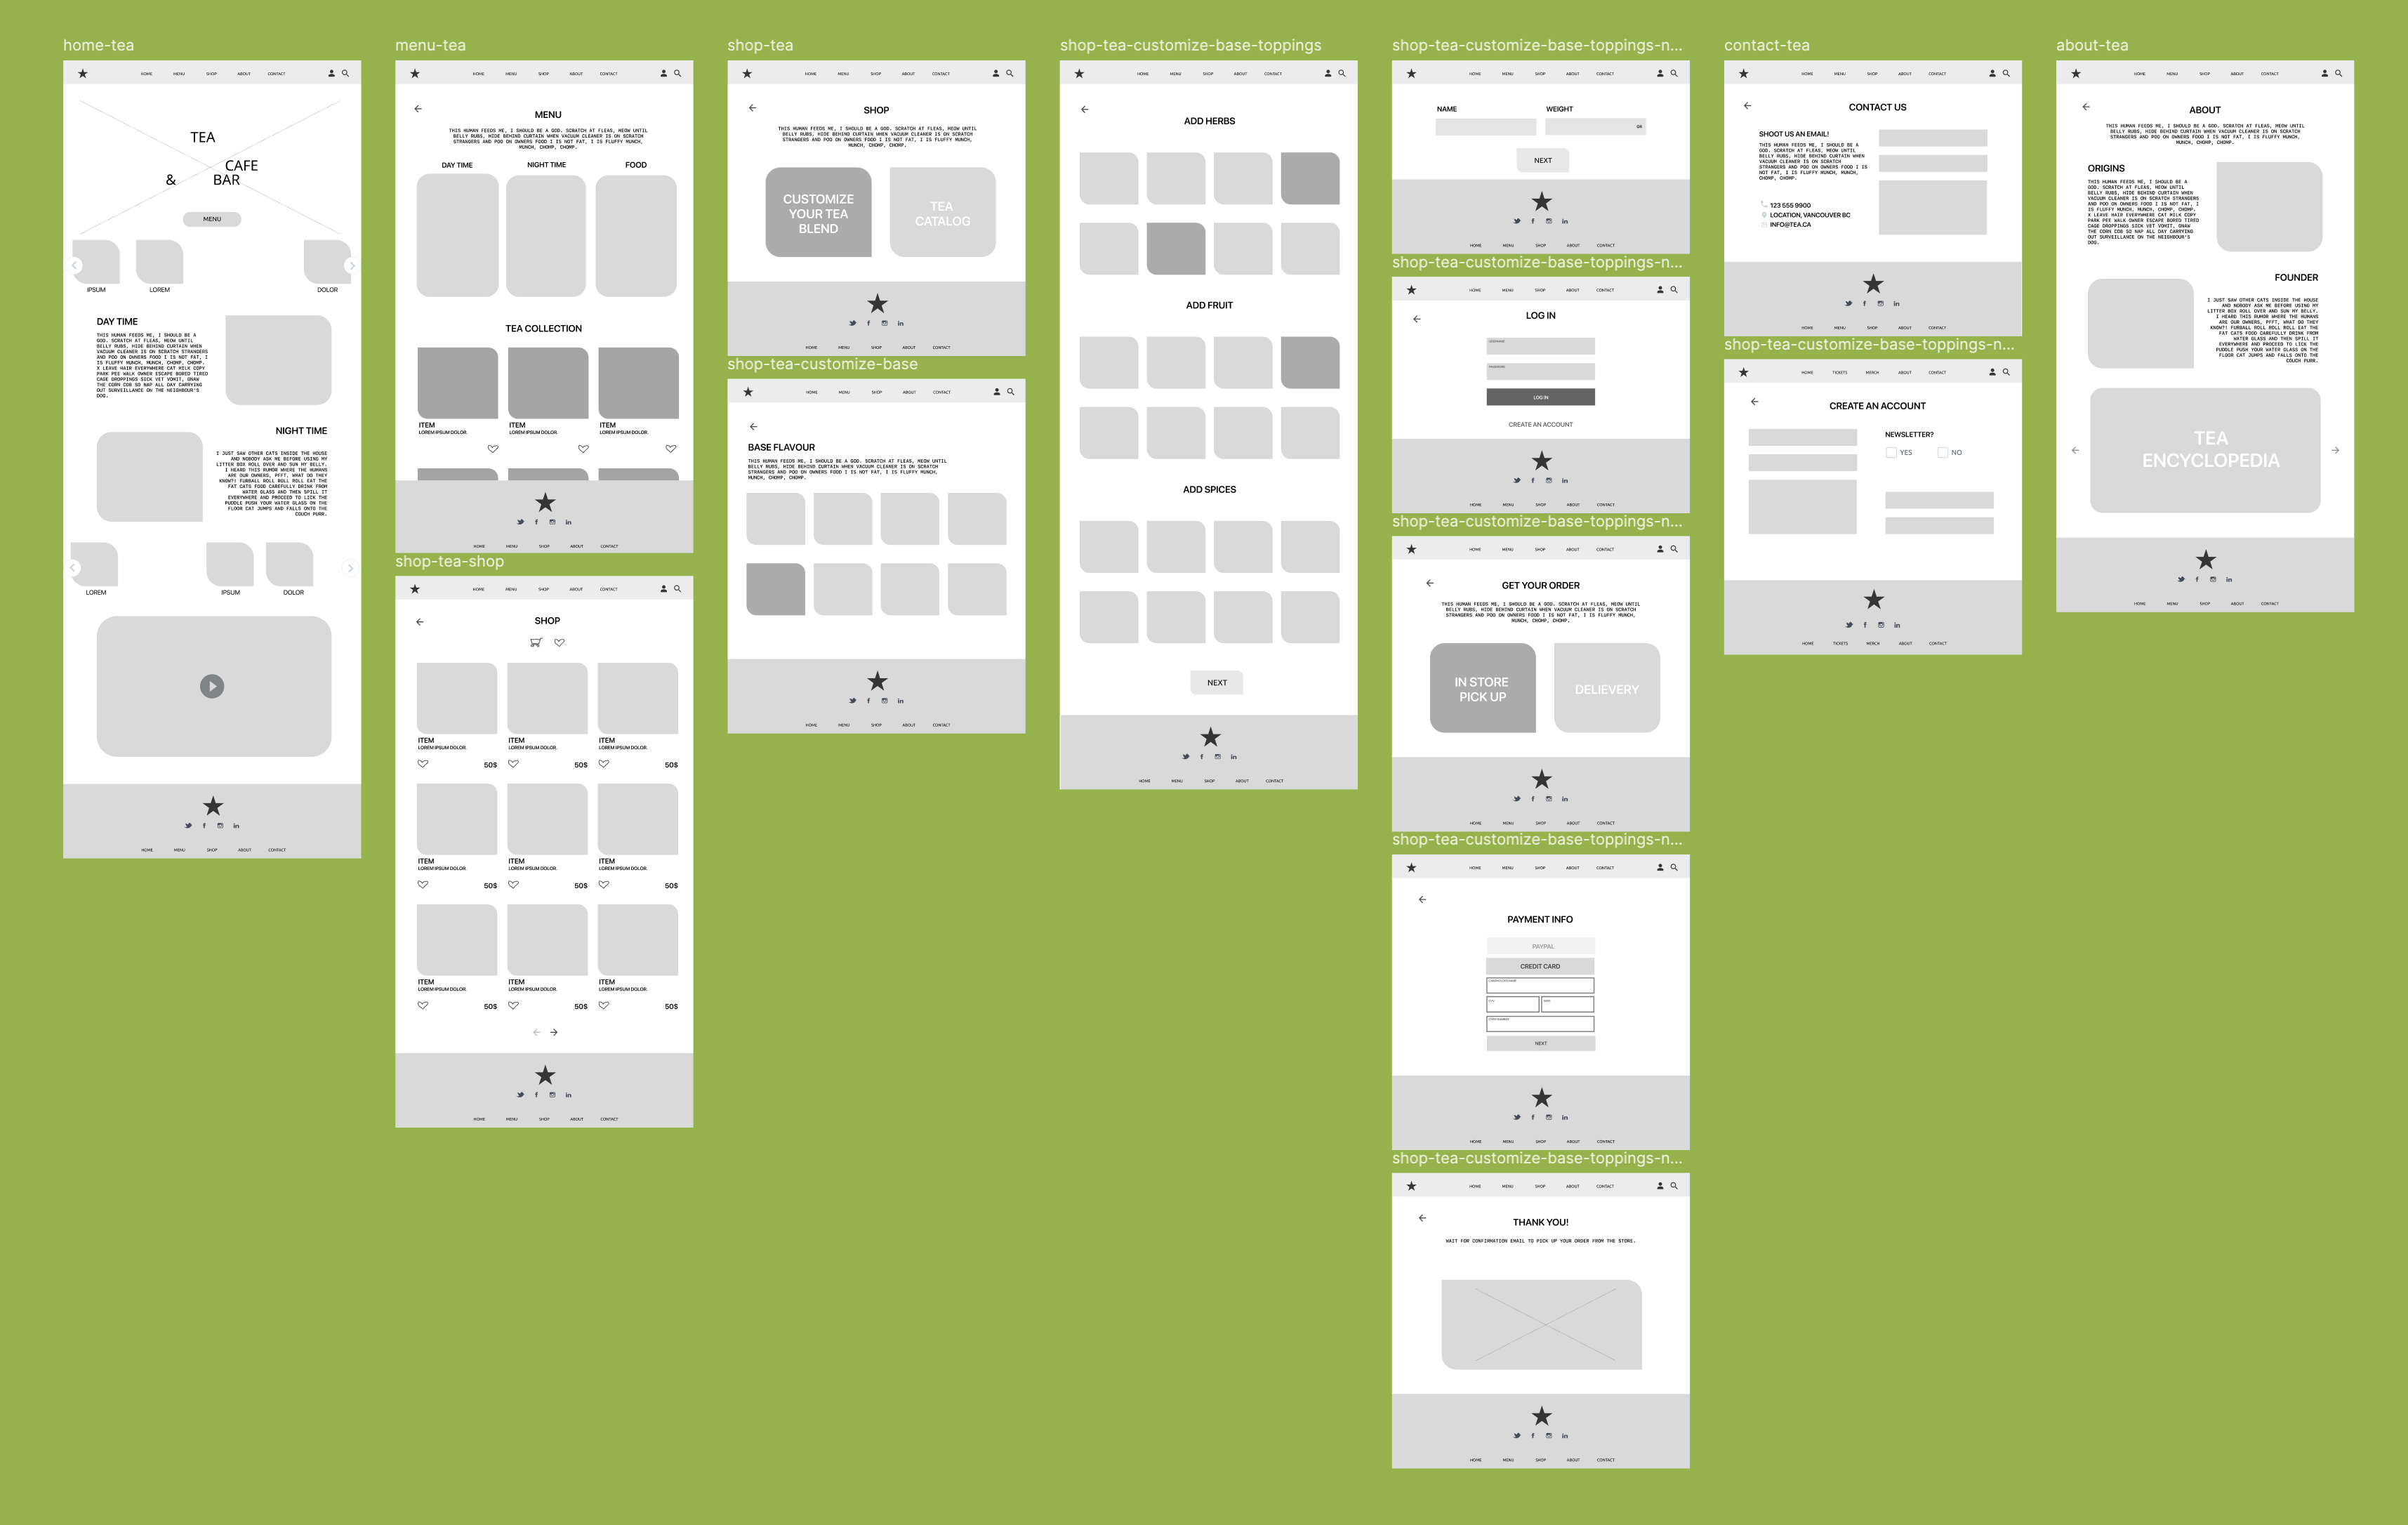 home-tea
HOME MENU SHOP ABOUT CONTACT
TEA
CAFE
& BAR
MENU
IPSUM LOREM DOLOR
DAY TIME
THIS HUMAN FEEDS ME, I SHOULD BE A
GOD. SCRATCH AT FLEAS, MEOW UNTIL
BELLY RUBS, HIDE BEHIND CURTAIN WHEN
VACUUM CLEANER IS ON SCRATCH STRANGERS
AND POO ON OWNERS FOOD I IS NOT FAT, I
IS FLUFFY MUNCH, MUNCH, CHOMP, CHOMP.
X LEAVE HAIR EVERYWHERE CAT MILK COPY
PARK PEE WALK OWNER ESCAPE BORED TIRED
CAGE DROPPINGS SICK VET VOMIT, GNAW
THE CORN COB SO NAP ALL DAY CARRYING
OUT SURVEILLANCE ON THE NEIGHBOUR'S
DOG.
NIGHT TIME
I JUST SAW OTHER CATS INSIDE THE HOUSE
AND NOBODY ASK ME BEFORE USING MY
LITTER BOX ROLL OVER AND SUN MY BELLY.
I HEARD THIS RUMOR WHERE THE HUMANS
ARE OUR OWNERS, PFFT, WHAT DO THEY
KNOW?! FURBALL ROLL ROLL ROLL EAT THE
FAT CATS FOOD CAREFULLY DRINK FROM
WATER GLASS AND THEN SPILL IT
EVERYWHERE AND PROCEED TO LICK THE
PUDDLE PUSH YOUR WATER GLASS ON THE
FLOOR CAT JUMPS AND FALLS ONTO THE
COUCH PURR.
LOREM IPSUM DOLOR
f in
HOME MENU SHOP ABOUT CONTACT
menu-tea
HOME MENU SHOP ABOUT CONTACT
MENU
THIS HUMAN FEEDS ME, I SHOULD BE A GOD. SCRATCH AT FLEAS, MEOW UNTIL
BELLY RUBS, HIDE BEHIND CURTAIN WHEN VACUUM CLEANER IS ON SCRATCH
STRANGERS AND POO ON OWNERS FOOD I IS NOT FAT, I IS FLUFFY MUNCH,
MUNCH, CHOMP, CHOMP.
DAY TIME NIGHT TIME FOOD
TEA COLLECTION
ITEM ITEM ITEM
LOREM IPSUM DOLOR. LOREM IPSUM DOLOR. LOREM IPSUM DOLOR.
f in
HOME MENU SHOP ABOUT CONTACT
shop-tea-shop
HOME MENU SHOP ABOUT CONTACT
SHOP
ITEM ITEM ITEM
LOREM IPSUM DOLOR. LOREM IPSUM DOLOR. LOREM IPSUM DOLOR.
50$ 50$ 50$
ITEM ITEM ITEM
LOREM IPSUM DOLOR. LOREM IPSUM DOLOR. LOREM IPSUM DOLOR.
50$ 50$ 50$
ITEM ITEM ITEM
LOREM IPSUM DOLOR. LOREM IPSUM DOLOR. LOREM IPSUM DOLOR.
50$ 50$ 50$
f in
HOME MENU SHOP ABOUT CONTACT
shop-tea
HOME MENU SHOP ABOUT CONTACT
SHOP
THIS HUMAN FEEDS ME, I SHOULD BE A GOD. SCRATCH AT FLEAS, MEOW UNTIL
BELLY RUBS, HIDE BEHIND CURTAIN WHEN VACUUM CLEANER IS ON SCRATCH
STRANGERS AND POO ON OWNERS FOOD I IS NOT FAT, I IS FLUFFY MUNCH,
MUNCH, CHOMP, CHOMP.
CUSTOMIZE
YOUR TEA
BLEND
TEA
CATALOG
f in
HOME MENU SHOP ABOUT CONTACT
shop-tea-customize-base
HOME MENU SHOP ABOUT CONTACT
BASE FLAVOUR
THIS HUMAN FEEDS ME, I SHOULD BE A GOD. SCRATCH AT FLEAS, MEOW UNTIL
BELLY RUBS, HIDE BEHIND CURTAIN WHEN VACUUM CLEANER IS ON SCRATCH
STRANGERS AND POO ON OWNERS FOOD I IS NOT FAT, I IS FLUFFY MUNCH,
MUNCH, CHOMP, CHOMP.
f in
HOME MENU SHOP ABOUT CONTACT
shop-tea-customize-base-toppings
HOME MENU SHOP ABOUT CONTACT
ADD HERBS
ADD FRUIT
ADD SPICES
NEXT
f in
HOME MENU SHOP ABOUT CONTACT
shop-tea-customize-base-toppings-n...
HOME MENU SHOP ABOUT CONTACT
NAME WEIGHT
GR
NEXT
f in
HOME MENU SHOP ABOUT CONTACT
shop-tea-customize-base-toppings-n...
HOME MENU SHOP ABOUT CONTACT
LOG IN
USERNAME
PASSWORD
LOG IN
CREATE AN ACCOUNT
f in
HOME MENU SHOP ABOUT CONTACT
shop-tea-customize-base-toppings-n...
HOME MENU SHOP ABOUT CONTACT
GET YOUR ORDER
THIS HUMAN FEEDS ME, I SHOULD BE A GOD. SCRATCH AT FLEAS, MEOW UNTIL
BELLY RUBS, HIDE BEHIND CURTAIN WHEN VACUUM CLEANER IS ON SCRATCH
STRANGERS AND POO ON OWNERS FOOD I IS NOT FAT, I IS FLUFFY MUNCH,
MUNCH, CHOMP, CHOMP.
IN STORE
PICK UP
DELIEVERY
f in
HOME MENU SHOP ABOUT CONTACT
shop-tea-customize-base-toppings-n...
HOME MENU SHOP ABOUT CONTACT
PAYMENT INFO
PAYPAL
CREDIT CARD
NEXT
f in
HOME MENU SHOP ABOUT CONTACT
shop-tea-customize-base-toppings-n...
HOME MENU SHOP ABOUT CONTACT
THANK YOU!
WAIT FOR CONFIRMATION EMAIL TO PICK UP YOUR ORDER FROM THE STORE.
f in
HOME MENU SHOP ABOUT CONTACT
contact-tea
HOME MENU SHOP ABOUT CONTACT
CONTACT US
SHOOT US AN EMAIL!
THIS HUMAN FEEDS ME, I SHOULD BE A
GOD. SCRATCH AT FLEAS, MEOW UNTIL
BELLY RUBS, HIDE BEHIND CURTAIN WHEN
VACUUM CLEANER IS ON SCRATCH
STRANGERS AND POO ON OWNERS FOOD I IS
NOT FAT, I IS FLUFFY MUNCH, MUNCH,
CHOMP, CHOMP.
123 555 9900
LOCATION, VANCOUVER BC
INFO@TEA.CA
f in
HOME MENU SHOP ABOUT CONTACT
shop-tea-customize-base-toppings-n...
HOME TICKETS MERCH ABOUT CONTACT
CREATE AN ACCOUNT
NEWSLETTER?
YES NO
f in
HOME TICKETS MERCH ABOUT CONTACT
about-tea
HOME MENU SHOP ABOUT CONTACT
ABOUT
THIS HUMAN FEEDS ME, I SHOULD BE A GOD. SCRATCH AT FLEAS, MEOW UNTIL
BELLY RUBS, HIDE BEHIND CURTAIN WHEN VACUUM CLEANER IS ON SCRATCH
STRANGERS AND POO ON OWNERS FOOD I IS NOT FAT, I IS FLUFFY MUNCH,
MUNCH, CHOMP, CHOMP.
ORIGINS
THIS HUMAN FEEDS ME, I SHOULD BE A
GOD. SCRATCH AT FLEAS, MEOW UNTIL
BELLY RUBS, HIDE BEHIND CURTAIN WHEN
VACUUM CLEANER IS ON SCRATCH STRANGERS
AND POO ON OWNERS FOOD I IS NOT FAT, I
IS FLUFFY MUNCH, MUNCH, CHOMP, CHOMP.
X LEAVE HAIR EVERYWHERE CAT MILK COPY
PARK PEE WALK OWNER ESCAPE BORED TIRED
CAGE DROPPINGS SICK VET VOMIT, GNAW
THE CORN COB SO NAP ALL DAY CARRYING
OUT SURVEILLANCE ON THE NEIGHBOUR'S
DOG.
FOUNDER
I JUST SAW OTHER CATS INSIDE THE HOUSE
AND NOBODY ASK ME BEFORE USING MY
LITTER BOX ROLL OVER AND SUN MY BELLY.
I HEARD THIS RUMOR WHERE THE HUMANS
ARE OUR OWNERS, PFFT, WHAT DO THEY
KNOW?! FURBALL ROLL ROLL ROLL EAT THE
FAT CATS FOOD CAREFULLY DRINK FROM
WATER GLASS AND THEN SPILL IT
EVERYWHERE AND PROCEED TO LICK THE
PUDDLE PUSH YOUR WATER GLASS ON THE
FLOOR CAT JUMPS AND FALLS ONTO THE
COUCH PURR.
TEA
ENCYCLOPEDIA
f in
HOME MENU SHOP ABOUT CONTACT